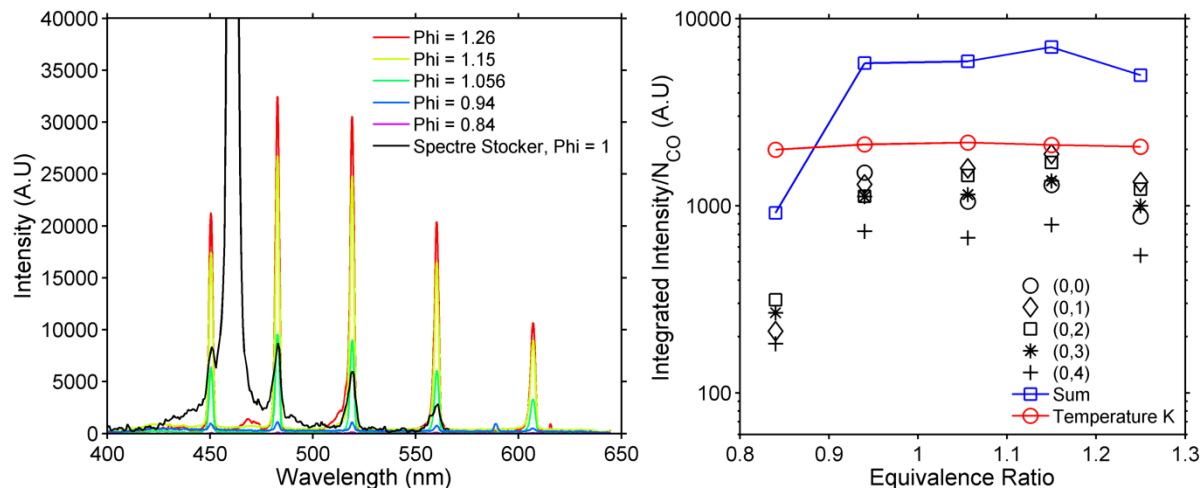 40000
35000
30000
25000
20000
15000
10000
5000
0
Intensity (A.U)
Phi = 1.26
Phi = 1.15
Phi = 1.056
Phi = 0.94
Phi = 0.84
Spectre Stocker, Phi = 1
400 450 500 550 600 650
Wavelength (nm)
10000
1000
100
Integrated Intensity/N_CO (A.U)
(0,0)
(0,1)
(0,2)
(0,3)
(0,4)
Sum
Temperature K
0.8 0.9 1 1.1 1.2 1.3
Equivalence Ratio